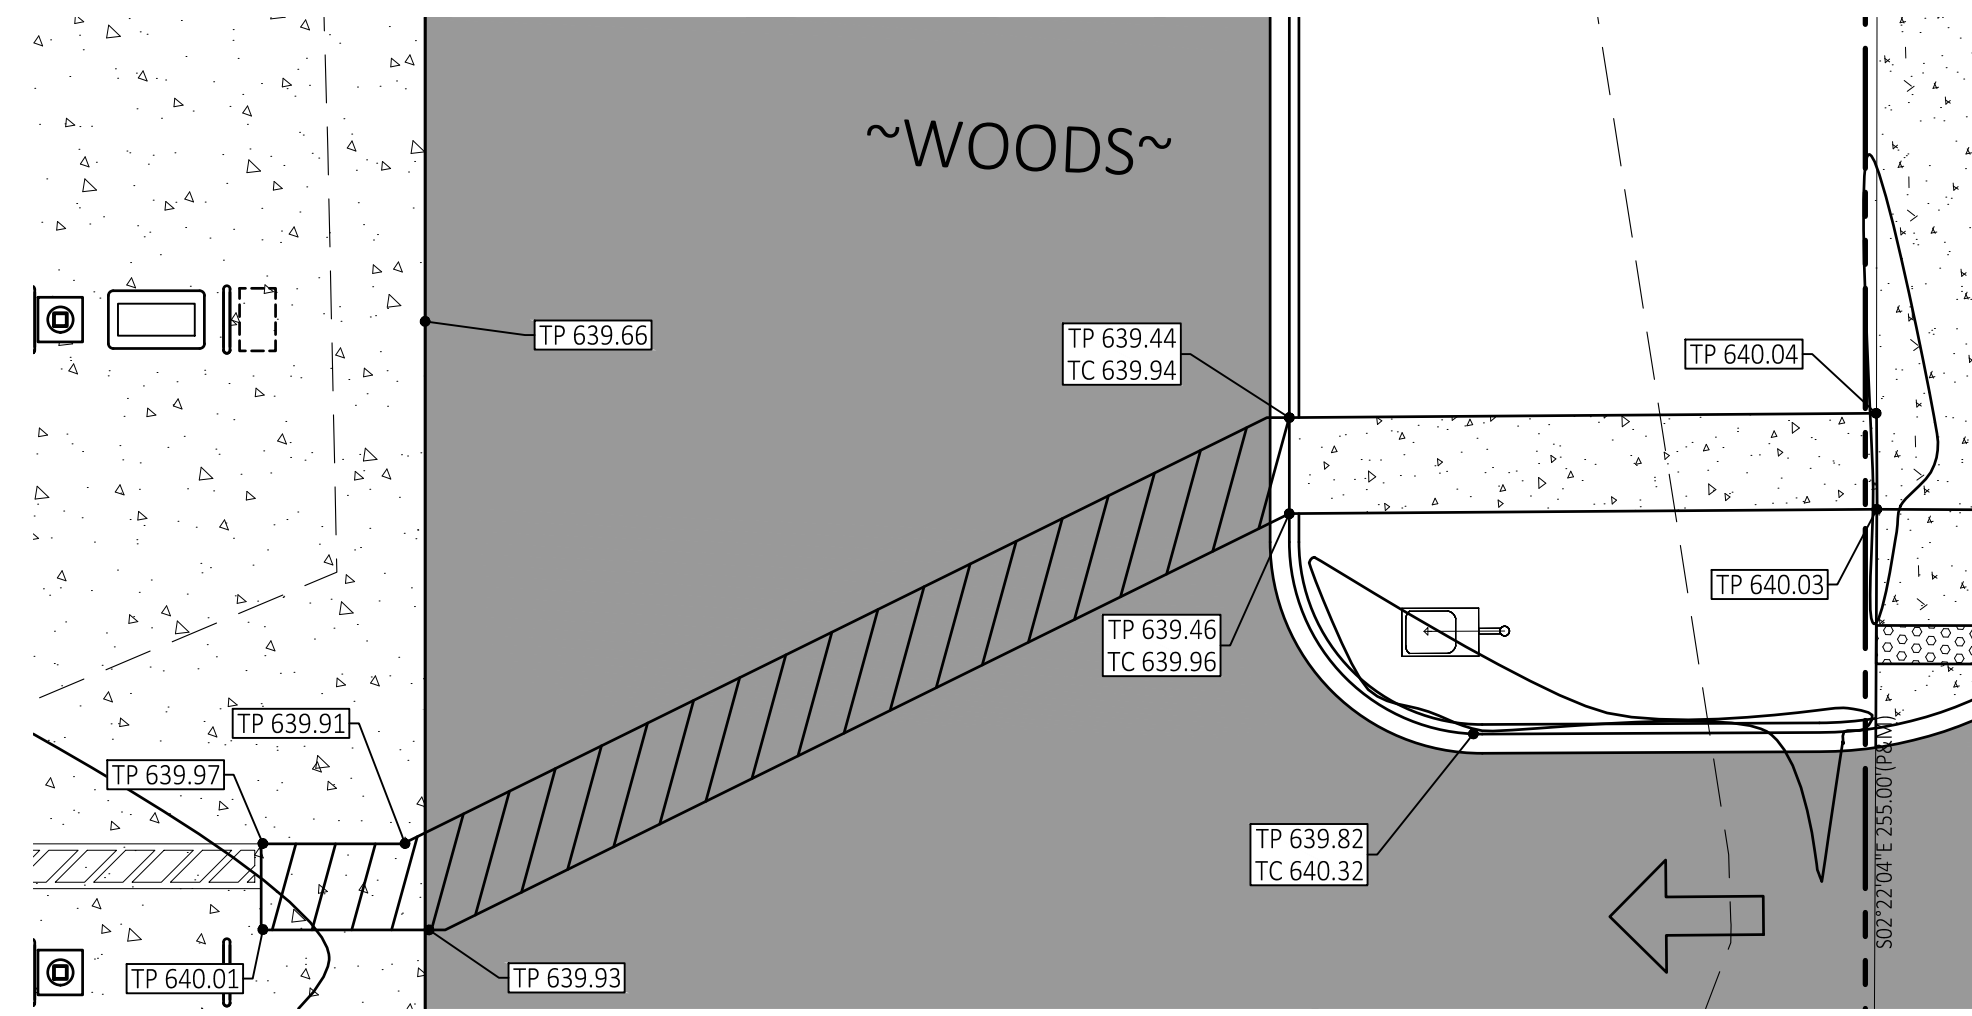 ~WOODS~
TP 639.66
TP 639.44
TC 639.94
TP 640.04
TP 640.03
TP 639.46
TC 639.96
TP 639.91
TP 639.97
TP 639.82
TC 640.32
TP 640.01
TP 639.93
S02°22'04"E 255.00'(P&M)